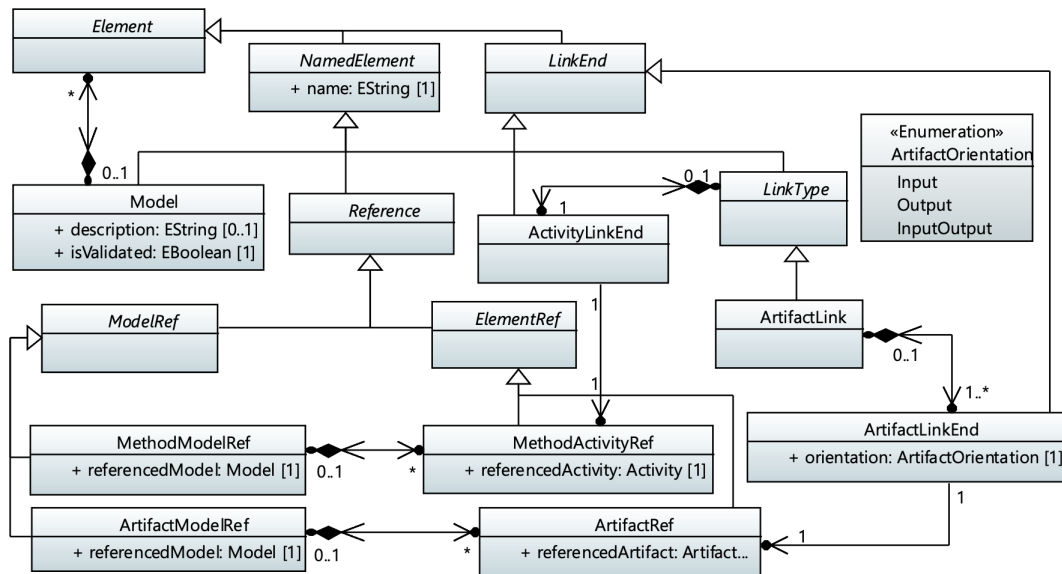 Element
NamedElement
+ name: EString [1]
LinkEnd
«Enumeration»
ArtifactOrientation
Input
Output
InputOutput
*
0..1
Model
+ description: EString [0..1]
+ isValidated: EBoolean [1]
Reference
0..1
1
LinkType
ActivityLinkEnd
1
ModelRef
ElementRef
ArtifactLink
0..1
1..*
1
MethodModelRef
+ referencedModel: Model [1]
0..1
*
MethodActivityRef
+ referencedActivity: Activity [1]
ArtifactLinkEnd
+ orientation: ArtifactOrientation [1]
1
ArtifactModelRef
+ referencedModel: Model [1]
0..1
*
ArtifactRef
+ referencedArtifact: Artifact...
1